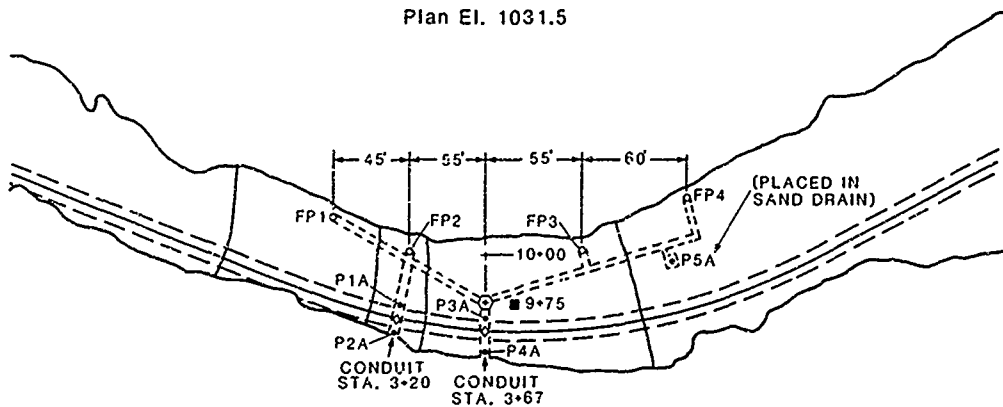 Plan El. 1031.5
45' 55' 55' 60'
FP1
FP2
FP3
FP4
(PLACED IN
SAND DRAIN)
10+00
P5A
P1A
P3A
9+75
P2A
P4A
CONDUIT
STA. 3+20
CONDUIT
STA. 3+67